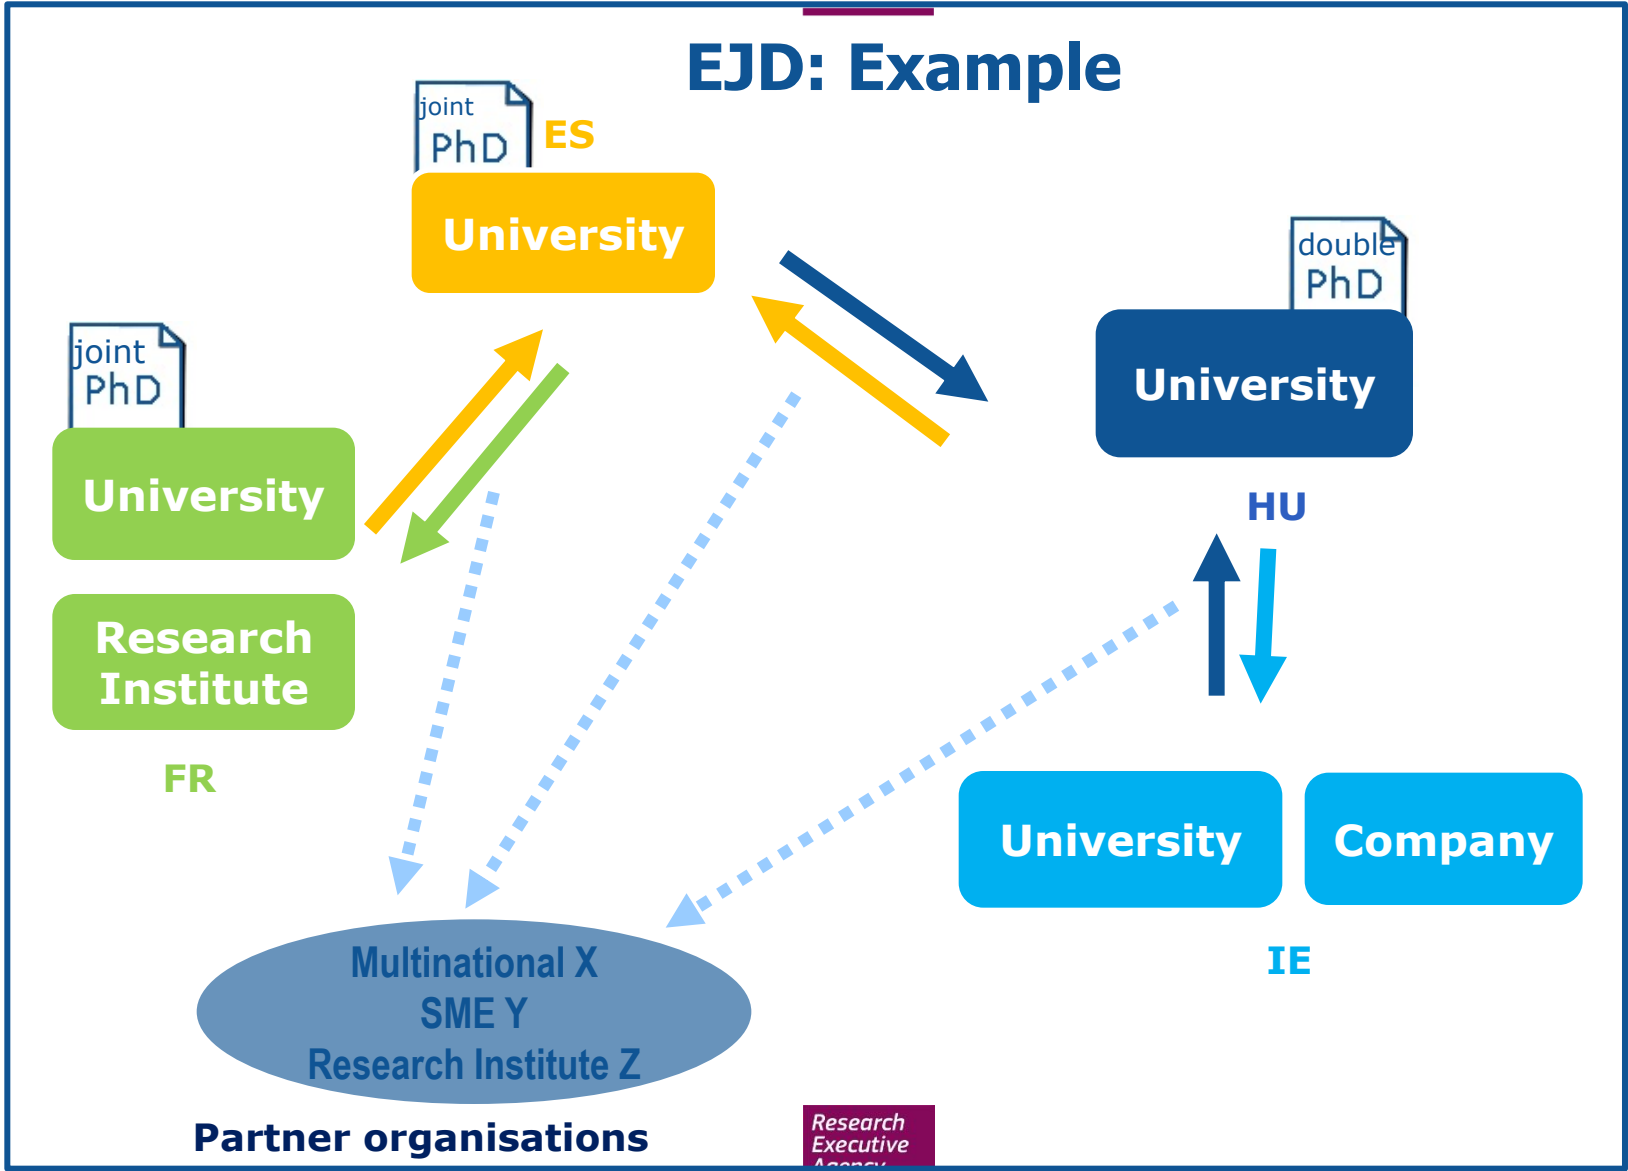 EJD: Example
joint
PhD
ES
University
double
PhD
University
HU
joint
PhD
University
Research
Institute
FR
University
Company
IE
Multinational X
SME Y
Research Institute Z
Partner organisations
Research
Executive
Agency